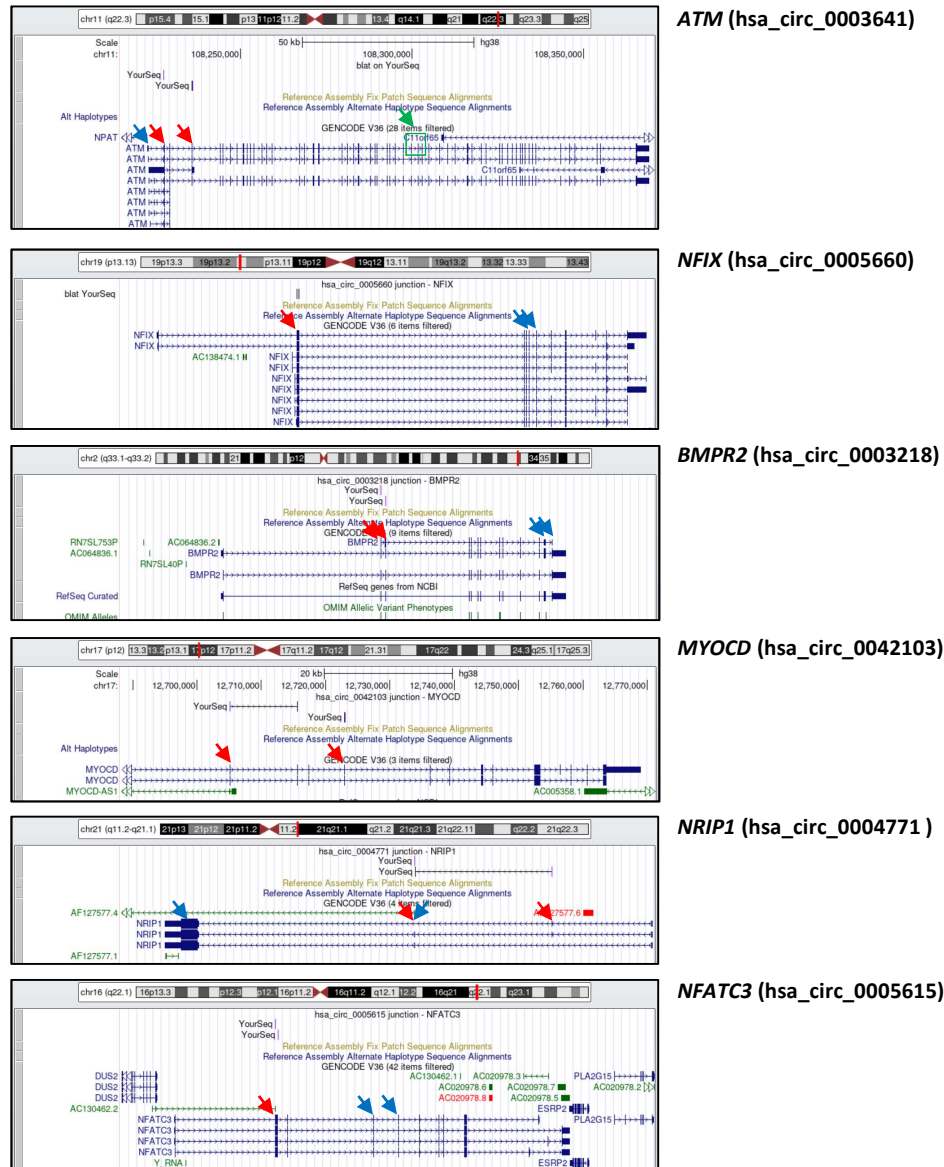 ATM (hsa_circ_0003641)
chr11 (q22.3) p15.4 15.1 p13 11p12 11.2 13.4 q14.1 q21 q22.3 q25
Scale 50 kb hg38
chr11: 108,250,000 108,300,000 108,350,000
blat on YourSeq
YourSeq
YourSeq
Reference Assembly Fix Patch Sequence Alignments
Reference Assembly Alternate Haplotype Sequence Alignments
Alt Haplotypes
GENCODE V36 (28 items filtered)
NPAT C11orf65
ATM
ATM
ATM C11orf65
ATM
ATM
ATM
ATM
NFIX (hsa_circ_0005660)
chr19 (p13.13) 19p13.3 19p13.2 p13.11 19p12 19q12 13.11 19q13.2 13.32 13.33 13.43
hsa_circ_0005660 junction - NFIX
blat YourSeq
Reference Assembly Fix Patch Sequence Alignments
Reference Assembly Alternate Haplotype Sequence Alignments
GENCODE V36 (6 items filtered)
NFIX
NFIX
AC138474.1 NFIX
NFIX
NFIX
NFIX
NFIX
NFIX
NFIX
BMPR2 (hsa_circ_0003218)
chr2 (q33.1-q33.2) 21 p12 34 35
hsa_circ_0003218 junction - BMPR2
YourSeq
YourSeq
Reference Assembly Fix Patch Sequence Alignments
Reference Assembly Alternate Haplotype Sequence Alignments
GENCODE (9 items filtered)
RN7SL753P AC064836.2 BMPR2
AC064836.1 BMPR2
RN7SL40P
BMPR2
RefSeq genes from NCBI
RefSeq Curated
OMIM Allelic Variant Phenotypes
OMIM Alleles
MYOCD (hsa_circ_0042103)
chr17 (p12) 13.3 13.2 p13.1 17p12 17p11.2 17q11.2 17q12 21.31 17q22 24.3 q25.1 17q25.3
Scale 20 kb hg38
chr17: 12,700,000 12,710,000 12,720,000 12,730,000 12,740,000 12,750,000 12,760,000 12,770,000
hsa_circ_0042103 junction - MYOCD
YourSeq
YourSeq
Reference Assembly Fix Patch Sequence Alignments
Reference Assembly Alternate Haplotype Sequence Alignments
Alt Haplotypes
GENCODE V36 (3 items filtered)
MYOCD
MYOCD
MYOCD-AS1 AC005358.1
NRIP1 (hsa_circ_0004771 )
chr21 (q11.2-q21.1) 21p13 21p12 21p11.2 11.2 21q21.1 q21.2 21q21.3 21q22.11 q22.2 21q22.3
hsa_circ_0004771 junction - NRIP1
YourSeq
YourSeq
Reference Assembly Fix Patch Sequence Alignments
Reference Assembly Alternate Haplotype Sequence Alignments
GENCODE V36 (4 items filtered)
AF127577.4 AF127577.6
NRIP1
NRIP1
NRIP1
AF127577.1
NFATC3 (hsa_circ_0005615)
chr16 (q22.1) 16p13.3 p12.3 p12.1 16p11.2 16q11.2 q12.1 12.2 16q21 q22.1 q23.1
hsa_circ_0005615 junction - NFATC3
YourSeq
YourSeq
Reference Assembly Fix Patch Sequence Alignments
Reference Assembly Alternate Haplotype Sequence Alignments
GENCODE V36 (42 items filtered)
DUS2 AC130462.1 AC020978.3 PLA2G15
DUS2 AC020978.6 AC020978.7 AC020978.2
DUS2 AC020978.8 AC020978.5
AC130462.2 ESRP2
NFATC3 PLA2G15
NFATC3
NFATC3
NFATC3
Y_RNA ESRP2